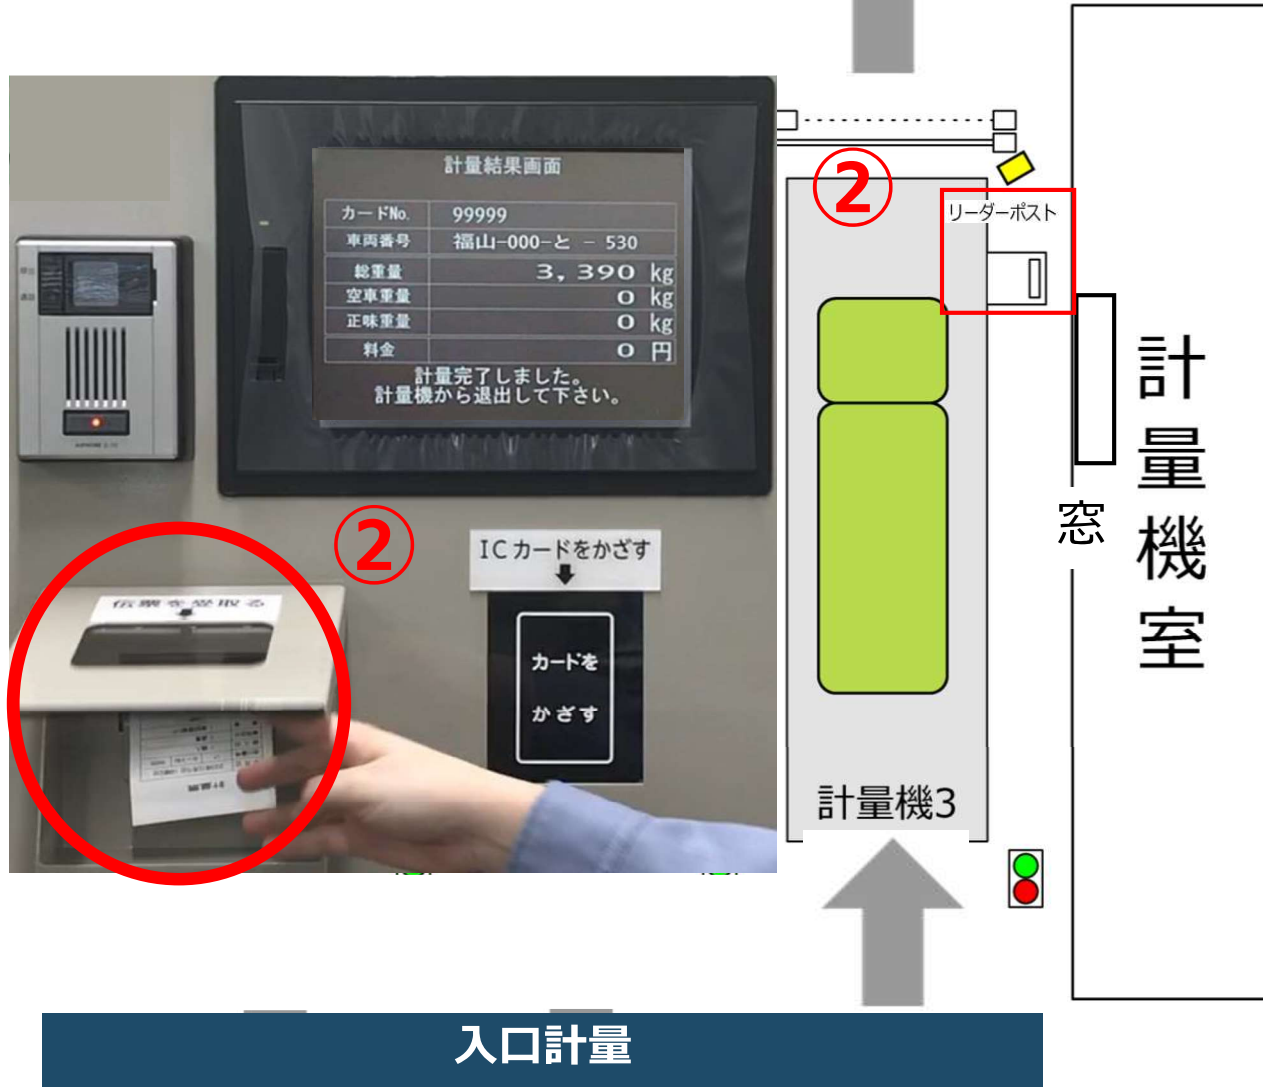 計量結果画面
カードNo. 99999
車両番号 福山-000-と - 530
総重量 3, 390 kg
空車重量 0 kg
正味重量 0 kg
料金 0 円
計量完了しました。
計量機から退出して下さい。
②
ICカードをかざす
カードを
かざす
伝票を受取る
計量票
②
リーダーポスト
計量機室
窓
計量機3
入口計量